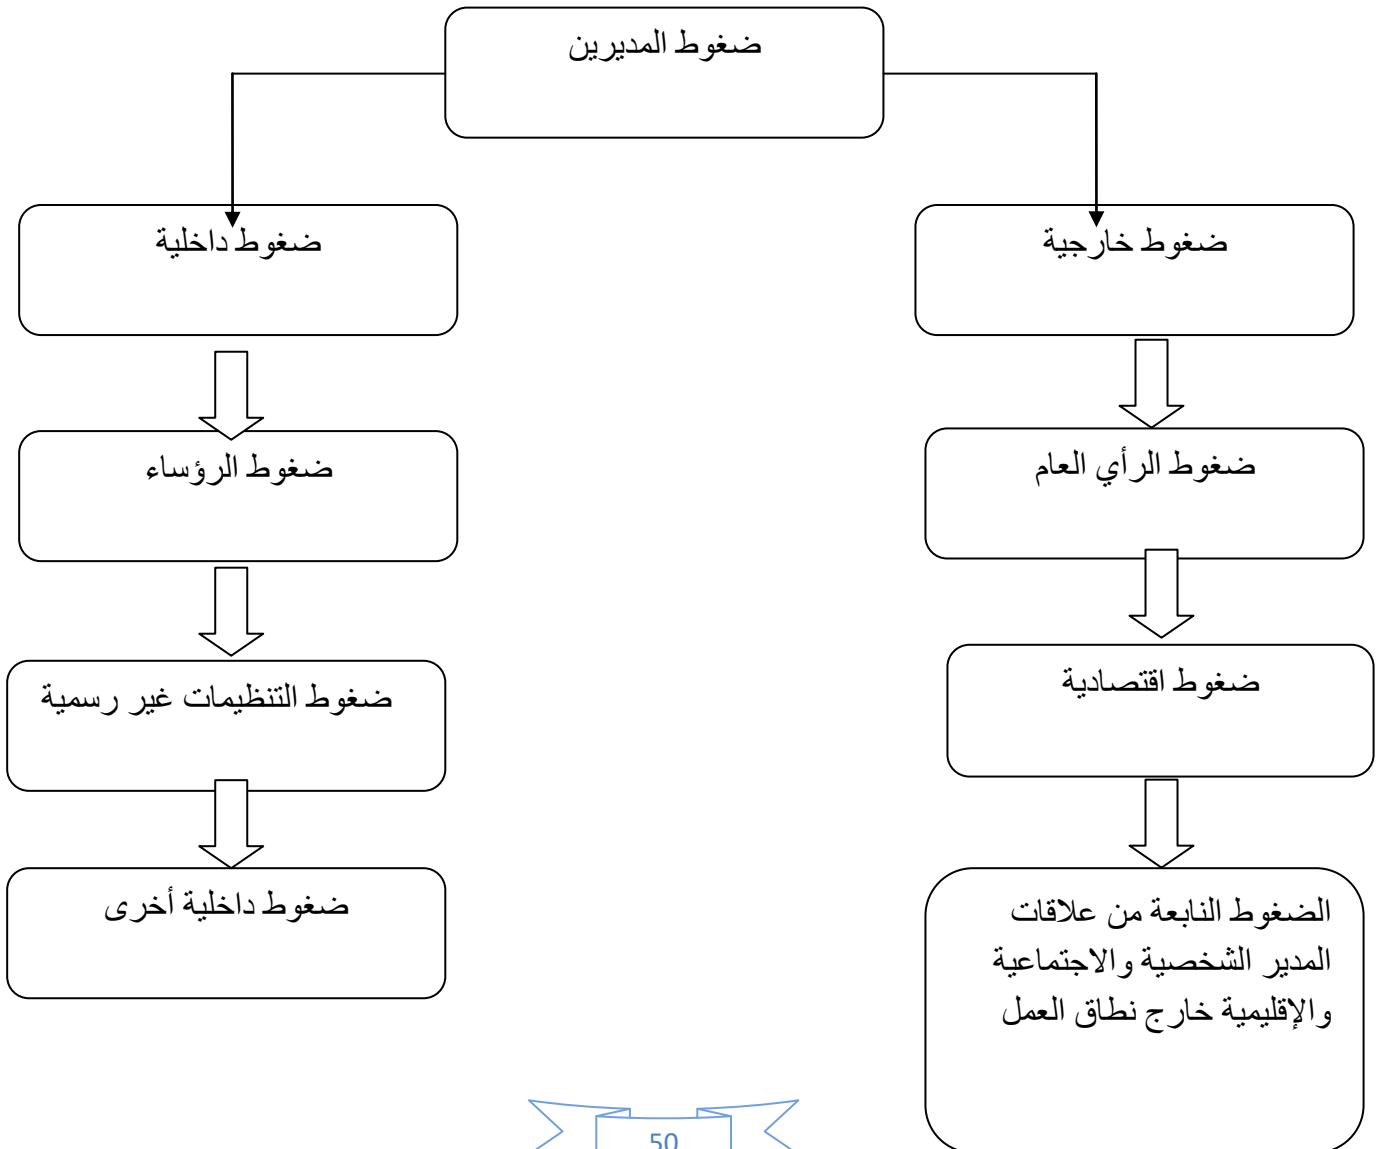 ضغوط المديرين
ضغوط خارجية
ضغوط داخلية
ضغوط الرأي العام
ضغوط الرؤساء
ضغوط اقتصادية
ضغوط التنظيمات غير رسمية
الضغوط النابعة من علاقات
المدير الشخصية والاجتماعية
والإقليمية خارج نطاق العمل
ضغوط داخلية أخرى
50